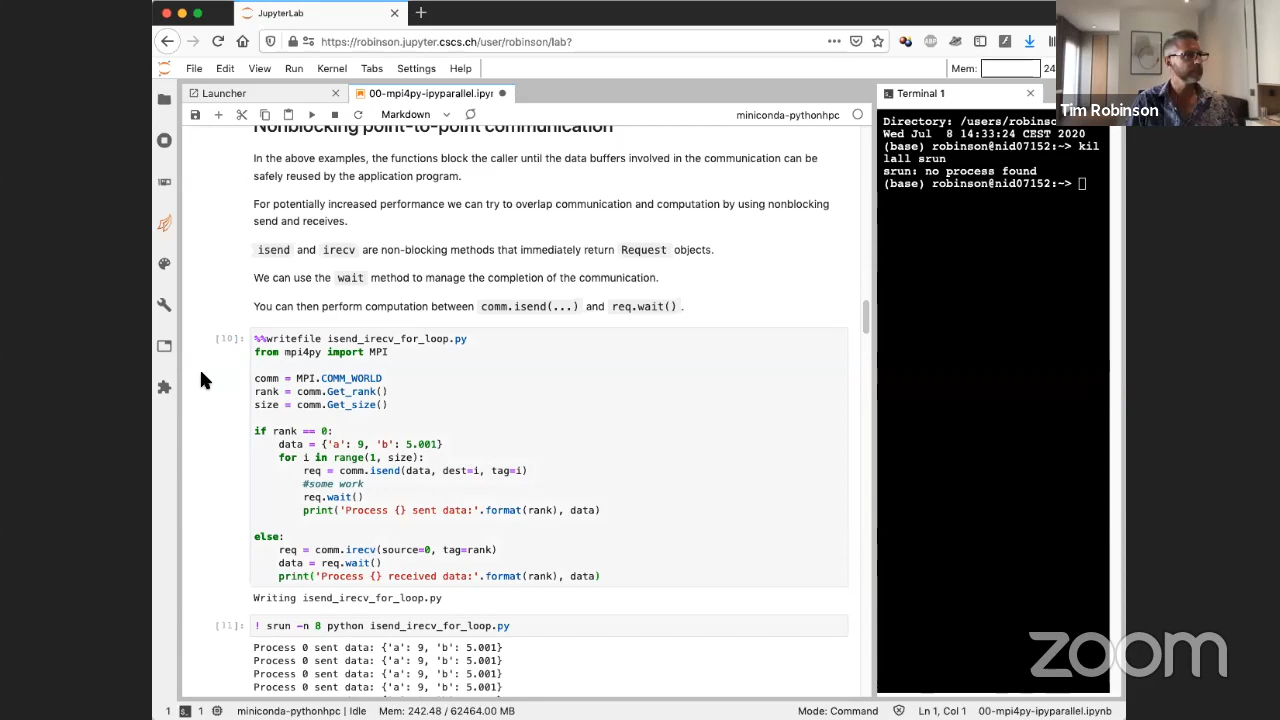 JupyterLab
https://robinson.jupyter.cscs.ch/user/robinson/lab?
File Edit View Run Kernel Tabs Settings Help
Mem: 24
Tim Robinson
Launcher
00-mpi4py-ipyparallel.ipyr
Terminal 1
Markdown
miniconda-pythonhpc
Nonblocking point-to-point communication
In the above examples, the functions block the caller until the data buffers involved in the communication can be
safely reused by the application program.
For potentially increased performance we can try to overlap communication and computation by using nonblocking
send and receives.
isend and irecv are non-blocking methods that immediately return Request objects.
We can use the wait method to manage the completion of the communication.
You can then perform computation between comm.isend(...) and req.wait().
[10]:
%%writefile isend_irecv_for_loop.py
from mpi4py import MPI
comm = MPI.COMM_WORLD
rank = comm.Get_rank()
size = comm.Get_size()
if rank == 0:
data = {'a': 9, 'b': 5.001}
for i in range(1, size):
req = comm.isend(data, dest=i, tag=i)
#some work
req.wait()
print('Process {} sent data:'.format(rank), data)
else:
req = comm.irecv(source=0, tag=rank)
data = req.wait()
print('Process {} received data:'.format(rank), data)
Writing isend_irecv_for_loop.py
[11]:
! srun -n 8 python isend_irecv_for_loop.py
Process 0 sent data: {'a': 9, 'b': 5.001}
Process 0 sent data: {'a': 9, 'b': 5.001}
Process 0 sent data: {'a': 9, 'b': 5.001}
Process 0 sent data: {'a': 9, 'b': 5.001}
Directory: /users/robinso
Wed Jul 8 14:33:24 CEST 2020
(base) robinson@nid07152:~> kil
lall srun
srun: no process found
(base) robinson@nid07152:~>
zoom
1 1 miniconda-pythonhpc | Idle Mem: 242.48 / 62464.00 MB Mode: Command Ln 1, Col 1 00-mpi4py-ipyparallel.ipynb